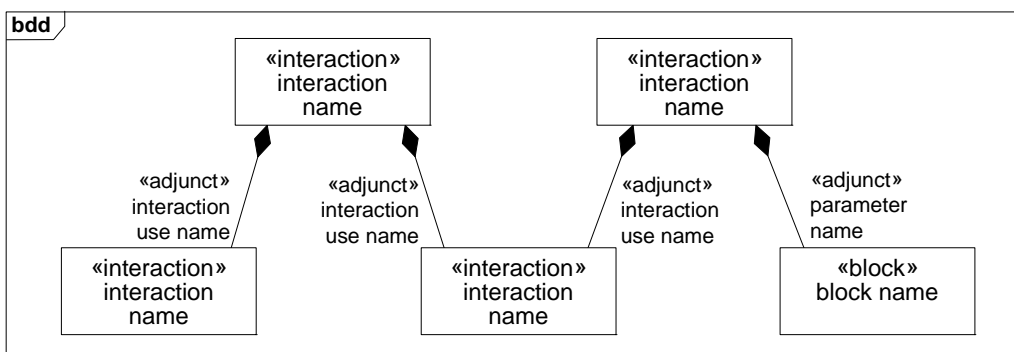 bdd
«interaction»
interaction
name
«interaction»
interaction
name
«adjunct»
interaction
use name
«adjunct»
interaction
use name
«adjunct»
interaction
use name
«adjunct»
parameter
name
«interaction»
interaction
name
«interaction»
interaction
name
«block»
block name